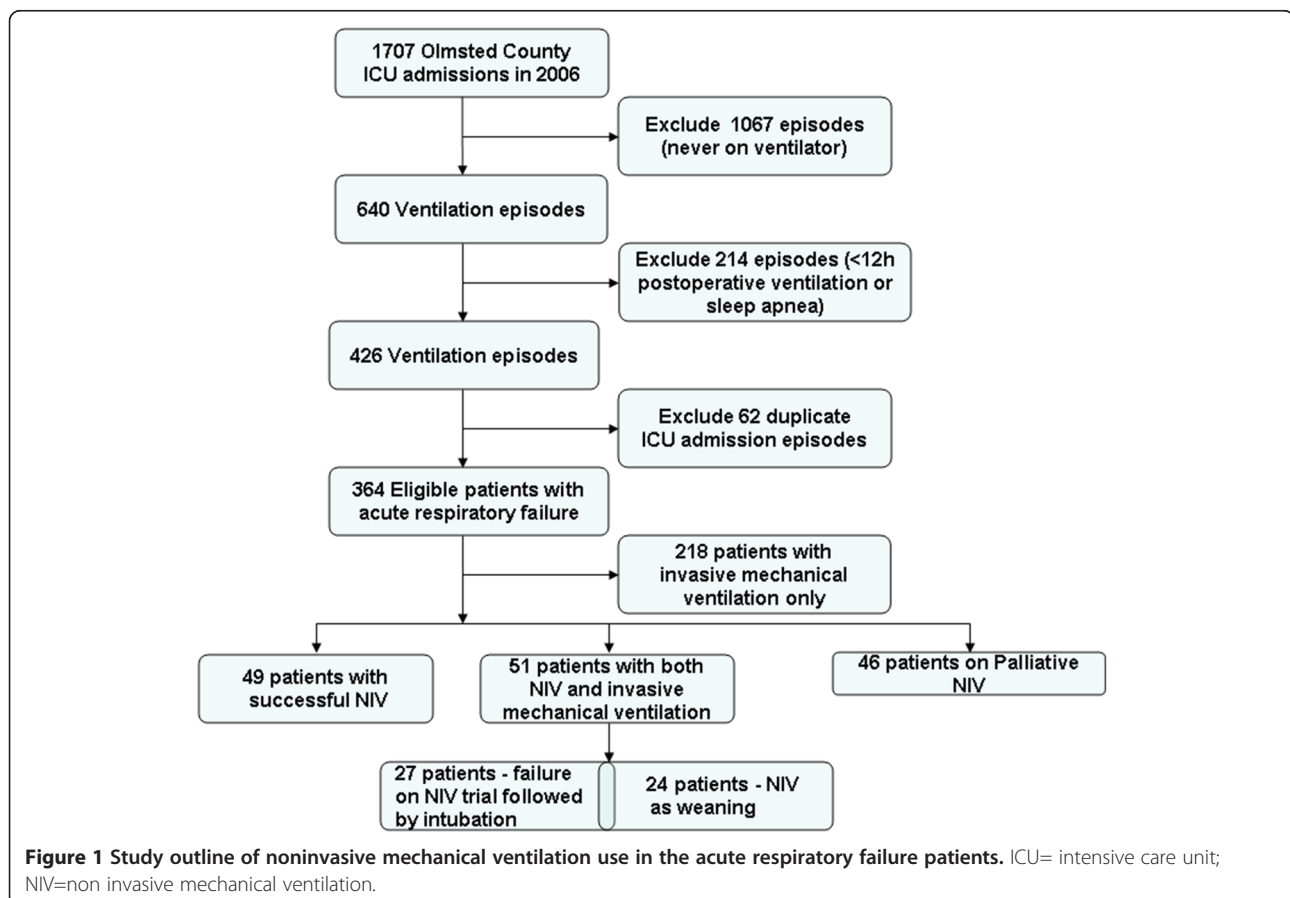 1707 Olmsted County
ICU admissions in 2006
Exclude 1067 episodes
(never on ventilator)
640 Ventilation episodes
Exclude 214 episodes (<12h
postoperative ventilation or
sleep apnea)
426 Ventilation episodes
Exclude 62 duplicate
ICU admission episodes
364 Eligible patients with
acute respiratory failure
218 patients with
invasive mechanical
ventilation only
49 patients with
successful NIV
51 patients with both
NIV and invasive
mechanical ventilation
46 patients on Palliative
NIV
27 patients - failure
on NIV trial followed
by intubation
24 patients - NIV
as weaning
Figure 1 Study outline of noninvasive mechanical ventilation use in the acute respiratory failure patients. ICU= intensive care unit;
NIV=non invasive mechanical ventilation.